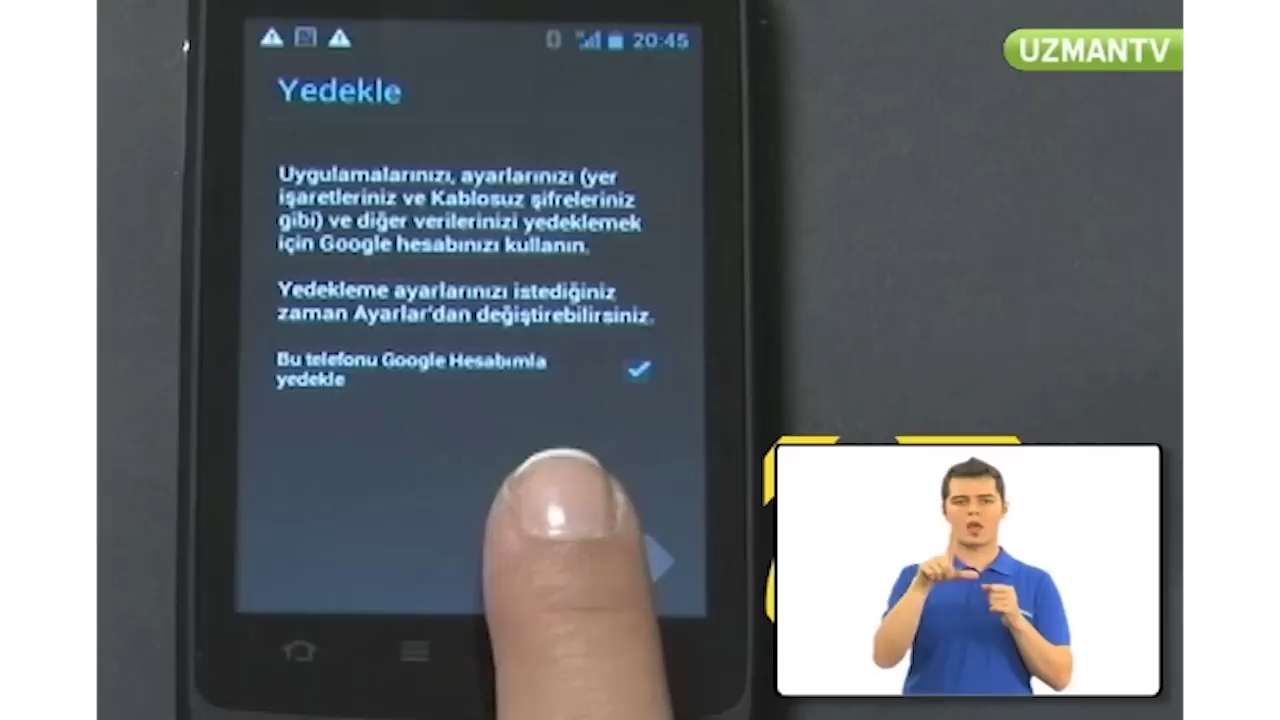 20:45
UZMANTV
Yedekle
Uygulamalarınızı, ayarlarınızı (yer
işaretleriniz ve Kablosuz şifreleriniz
gibi) ve diğer verilerinizi yedeklemek
için Google hesabınızı kullanın.
Yedekleme ayarlarınızı istediğiniz
zaman Ayarlar'dan değiştirebilirsiniz.
Bu telefonu Google Hesabımla
yedekle